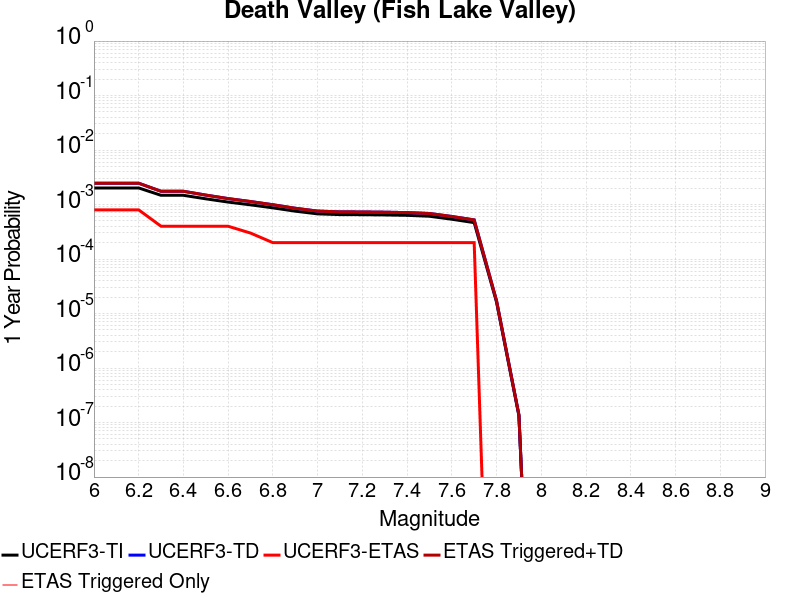 Death Valley (Fish Lake Valley)
10^0
10^-1
10^-2
10^-3
10^-4
10^-5
10^-6
10^-7
10^-8
1 Year Probability
6 6.2 6.4 6.6 6.8 7 7.2 7.4 7.6 7.8 8 8.2 8.4 8.6 8.8 9
Magnitude
UCERF3-TI UCERF3-TD UCERF3-ETAS ETAS Triggered+TD
ETAS Triggered Only